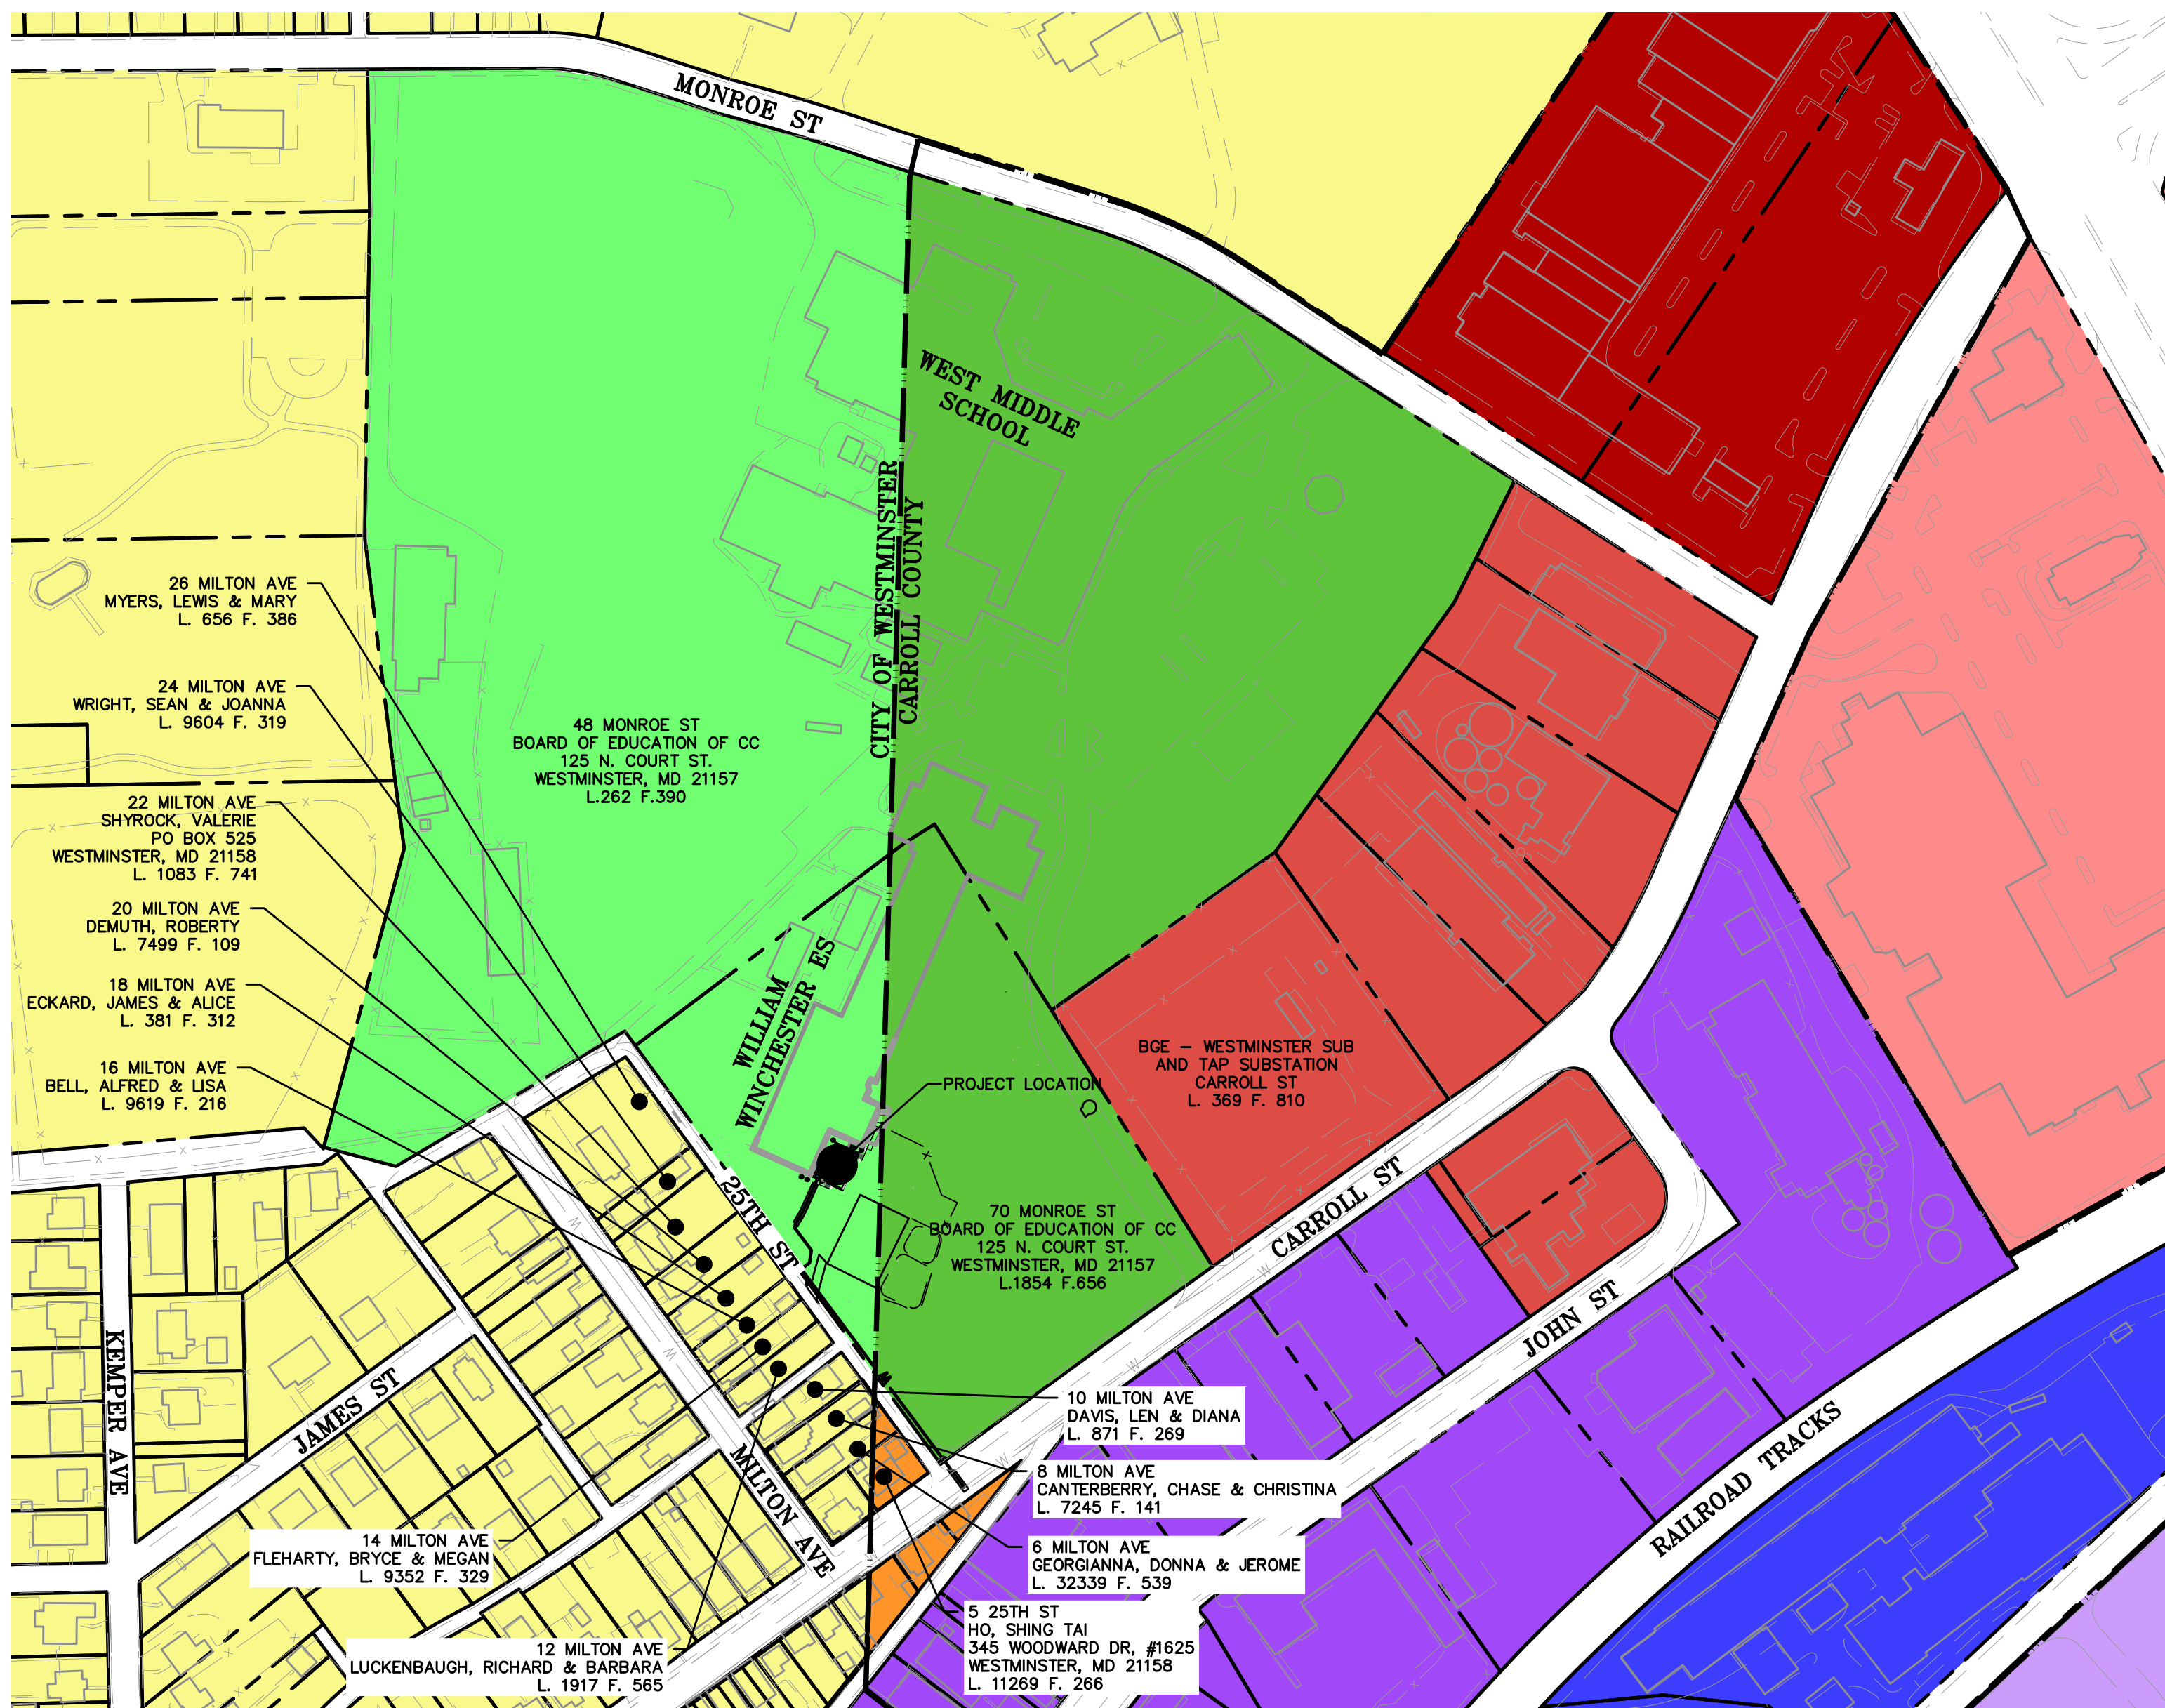 MONROE ST
WEST MIDDLE
SCHOOL
CITY OF WESTMINSTER
CARROLL COUNTY
26 MILTON AVE
MYERS, LEWIS & MARY
L. 656 F. 386
24 MILTON AVE
WRIGHT, SEAN & JOANNA
L. 9604 F. 319
48 MONROE ST
BOARD OF EDUCATION OF CC
125 N. COURT ST.
WESTMINSTER, MD 21157
L.262 F.390
22 MILTON AVE
SHYROCK, VALERIE
PO BOX 525
WESTMINSTER, MD 21158
L. 1083 F. 741
20 MILTON AVE
DEMUTH, ROBERTY
L. 7499 F. 109
18 MILTON AVE
ECKARD, JAMES & ALICE
L. 381 F. 312
16 MILTON AVE
BELL, ALFRED & LISA
L. 9619 F. 216
WILLIAM
WINCHESTER ES
PROJECT LOCATION
BGE – WESTMINSTER SUB
AND TAP SUBSTATION
CARROLL ST
L. 369 F. 810
70 MONROE ST
BOARD OF EDUCATION OF CC
125 N. COURT ST.
WESTMINSTER, MD 21157
L.1854 F.656
25TH ST
CARROLL ST
JOHN ST
KEMPER AVE
JAMES ST
MILTON AVE
RAILROAD TRACKS
10 MILTON AVE
DAVIS, LEN & DIANA
L. 871 F. 269
8 MILTON AVE
CANTERBERRY, CHASE & CHRISTINA
L. 7245 F. 141
6 MILTON AVE
GEORGIANNA, DONNA & JEROME
L. 32339 F. 539
14 MILTON AVE
FLEHARTY, BRYCE & MEGAN
L. 9352 F. 329
5 25TH ST
HO, SHING TAI
345 WOODWARD DR, #1625
WESTMINSTER, MD 21158
L. 11269 F. 266
12 MILTON AVE
LUCKENBAUGH, RICHARD & BARBARA
L. 1917 F. 565